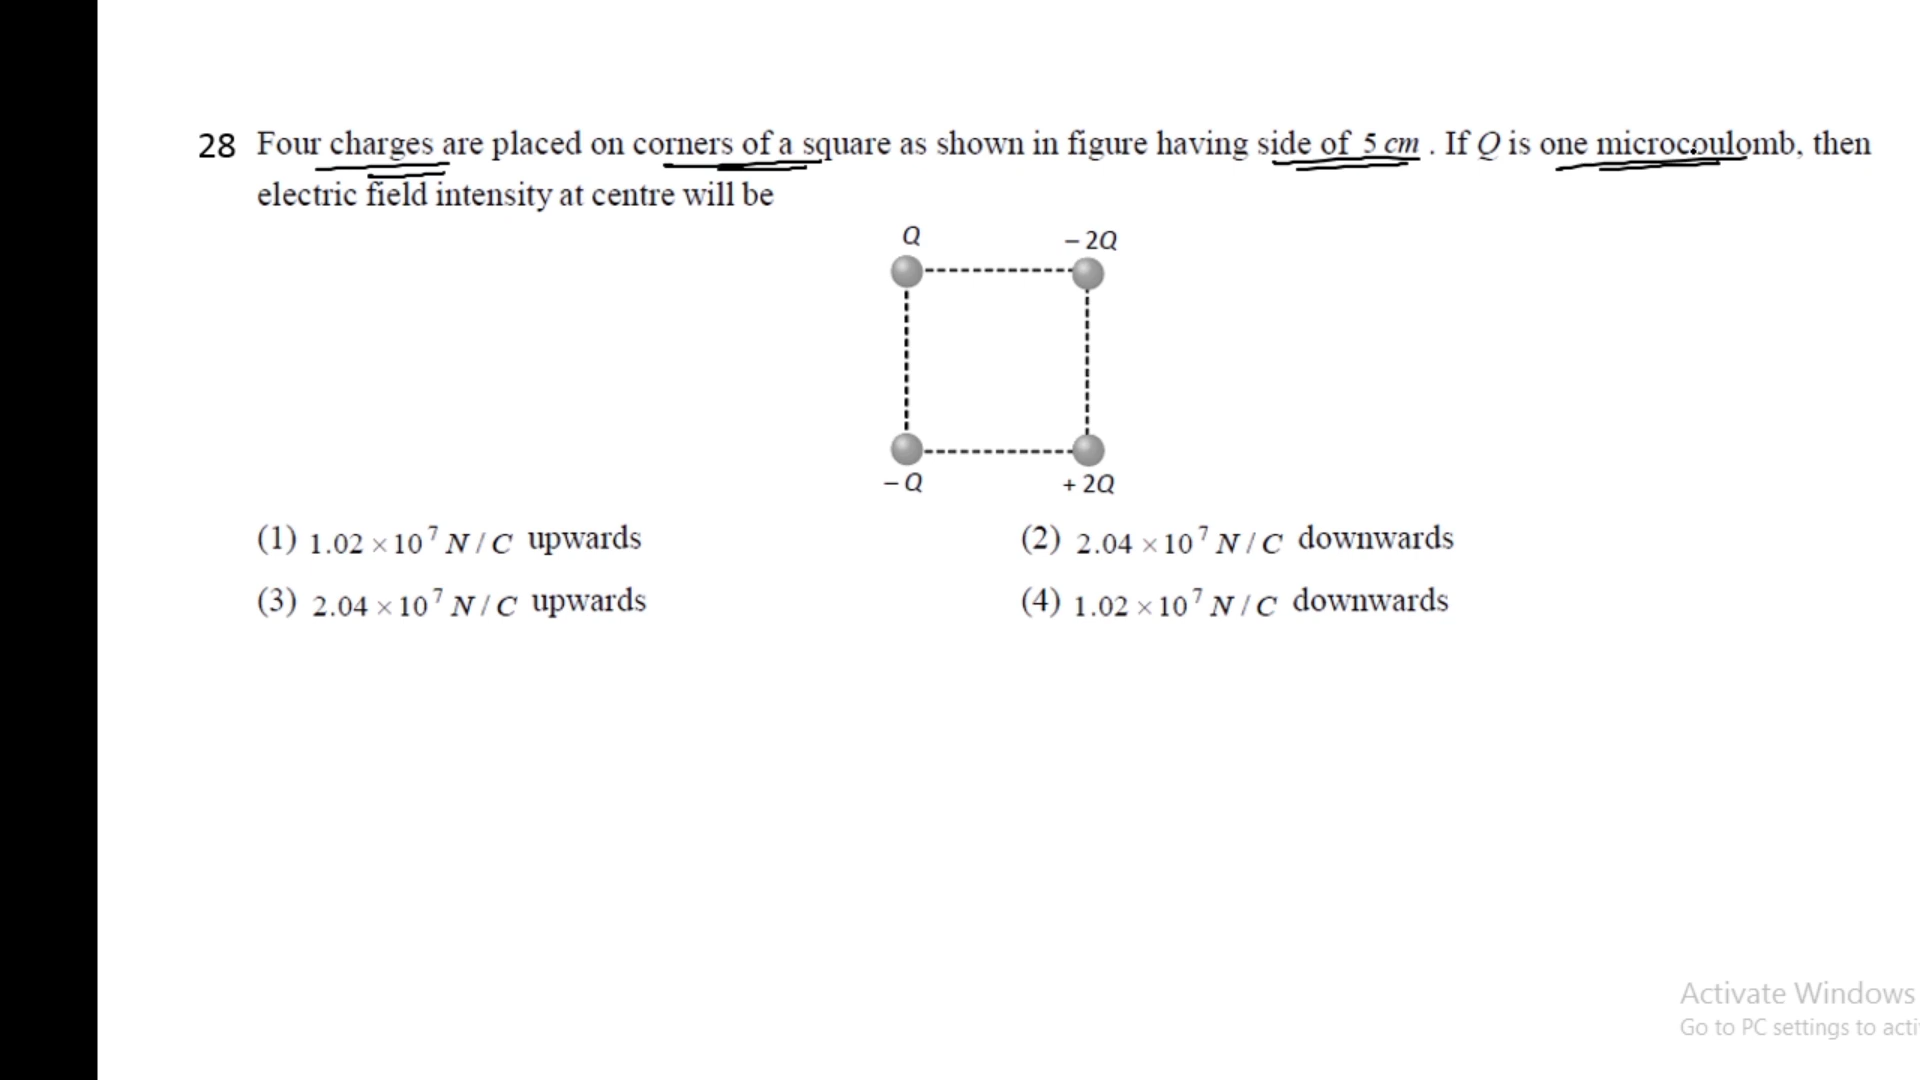 28 Four charges are placed on corners of a square as shown in figure having side of 5 cm . If Q is one microcoulomb, then
electric field intensity at centre will be
Q
– 2Q
– Q
+ 2Q
(1) 1.02 × 10⁷ N / C upwards
(2) 2.04 × 10⁷ N / C downwards
(3) 2.04 × 10⁷ N / C upwards
(4) 1.02 × 10⁷ N / C downwards
Activate Windows
Go to PC settings to acti